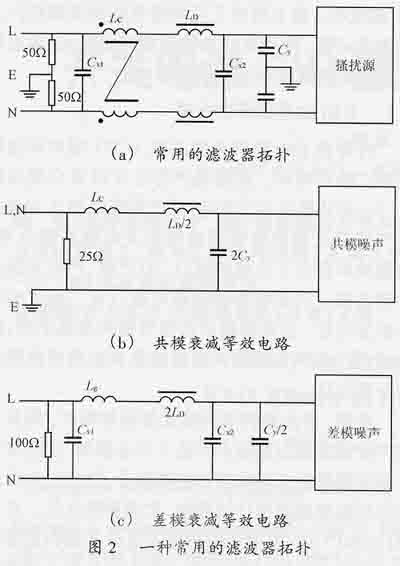 L
Lc
LD
50Ω
E
50Ω
N
Cx1
Cx2
Cy
骚扰源
(a) 常用的滤波器拓扑
L,N
Lc
LD/2
25Ω
2Cy
共模噪声
E
(b) 共模衰减等效电路
L
Le
2LD
100Ω
Cx1
Cx2
Cy/2
差模噪声
N
(c) 差模衰减等效电路
图2 一种常用的滤波器拓扑